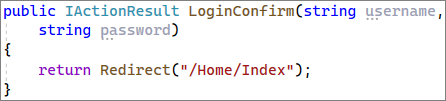 public IActionResult LoginConfirm(string username,
    string password)
{
    return Redirect("/Home/Index");
}